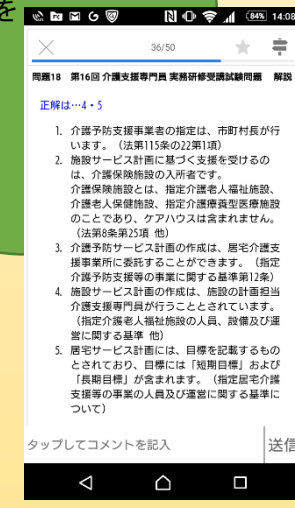 を
84% 14:08
36/50
問題18 第16回 介護支援専門員 実務研修受講試験問題 解説
正解は…4・5
1. 介護予防支援事業者の指定は、市町村長が行
います。（法第115条の22第1項）
2. 施設サービス計画に基づく支援を受けるの
は、介護保険施設の入所者です。
介護保険施設とは、指定介護老人福祉施設、
介護老人保健施設、指定介護療養型医療施設
のことであり、ケアハウスは含まれません。
（法第8条第25項 他）
3. 介護予防サービス計画の作成は、居宅介護支
援事業所に委託することができます。（指定
介護予防支援等の事業に関する基準第12条）
4. 施設サービス計画の作成は、施設の計画担当
介護支援専門員が行うこととされています。
（指定介護老人福祉施設の人員、設備及び運
営に関する基準 他）
5. 居宅サービス計画には、目標を記載するもの
とされており、目標には「短期目標」および
「長期目標」が含まれます。（指定居宅介護
支援等の事業の人員及び運営に関する基準に
ついて）
タップしてコメントを記入 送信